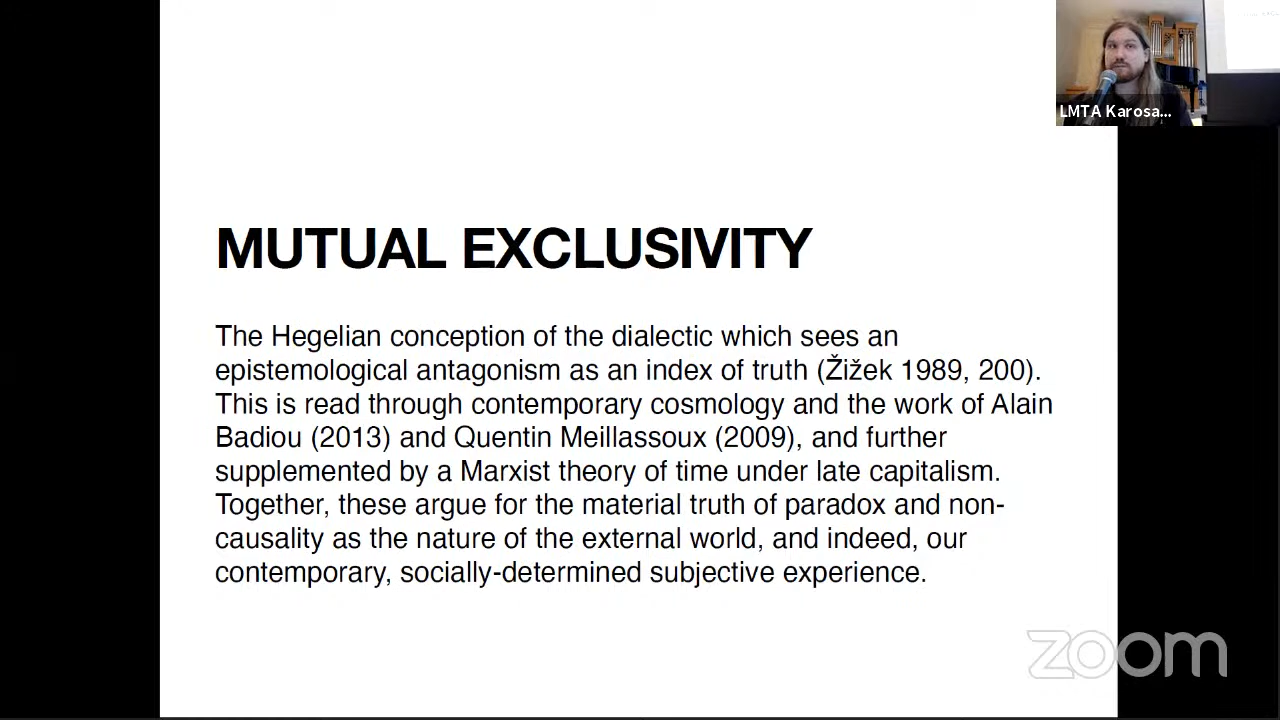 LMTA Karosa...
MUTUAL EXCLUSIVITY
The Hegelian conception of the dialectic which sees an
epistemological antagonism as an index of truth (Žižek 1989, 200).
This is read through contemporary cosmology and the work of Alain
Badiou (2013) and Quentin Meillassoux (2009), and further
supplemented by a Marxist theory of time under late capitalism.
Together, these argue for the material truth of paradox and non-
causality as the nature of the external world, and indeed, our
contemporary, socially-determined subjective experience.
zoom